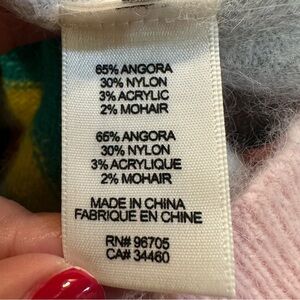 65% ANGORA
30% NYLON
3% ACRYLIC
2% MOHAIR
65% ANGORA
30% NYLON
3% ACRYLIQUE
2% MOHAIR
MADE IN CHINA
FABRIQUE EN CHINE
RN# 96705
CA# 34460